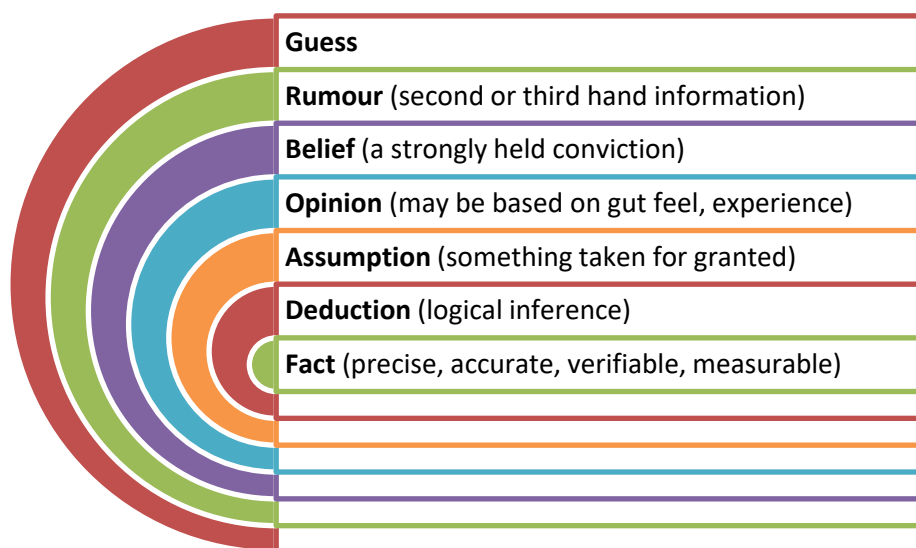 Guess
Rumour (second or third hand information)
Belief (a strongly held conviction)
Opinion (may be based on gut feel, experience)
Assumption (something taken for granted)
Deduction (logical inference)
Fact (precise, accurate, verifiable, measurable)